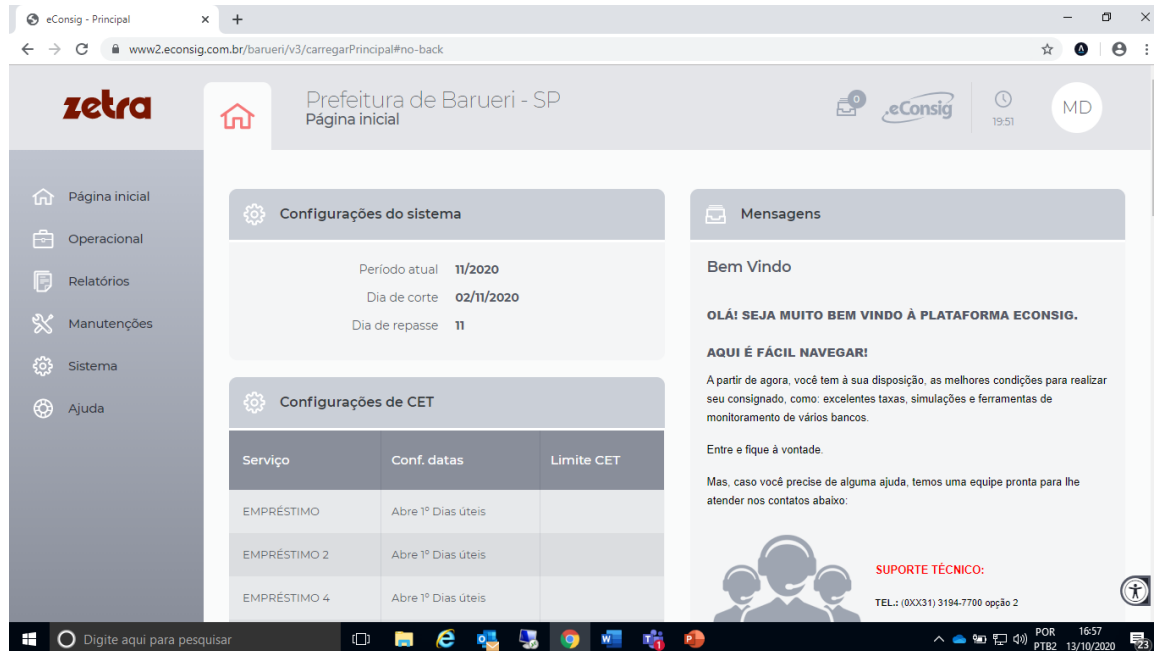 eConsig - Principal
www2.econsig.com.br/barueri/v3/carregarPrincipal#no-back
zetra
Prefeitura de Barueri - SP
Página inicial
0
eConsig
19:51
MD
Página inicial
Operacional
Relatórios
Manutenções
Sistema
Ajuda
Configurações do sistema
Período atual 11/2020
Dia de corte 02/11/2020
Dia de repasse 11
Configurações de CET
Serviço Conf. datas Limite CET
EMPRÉSTIMO Abre 1º Dias úteis
EMPRÉSTIMO 2 Abre 1º Dias úteis
EMPRÉSTIMO 4 Abre 1º Dias úteis
Mensagens
Bem Vindo
OLÁ! SEJA MUITO BEM VINDO À PLATAFORMA ECONSIG.
AQUI É FÁCIL NAVEGAR!
A partir de agora, você tem à sua disposição, as melhores condições para realizar
seu consignado, como: excelentes taxas, simulações e ferramentas de
monitoramento de vários bancos.
Entre e fique à vontade.
Mas, caso você precise de alguma ajuda, temos uma equipe pronta para lhe
atender nos contatos abaixo:
SUPORTE TÉCNICO:
TEL.: (0XX31) 3194-7700 opção 2
Digite aqui para pesquisar
POR 16:57
PTB2 13/10/2020
23